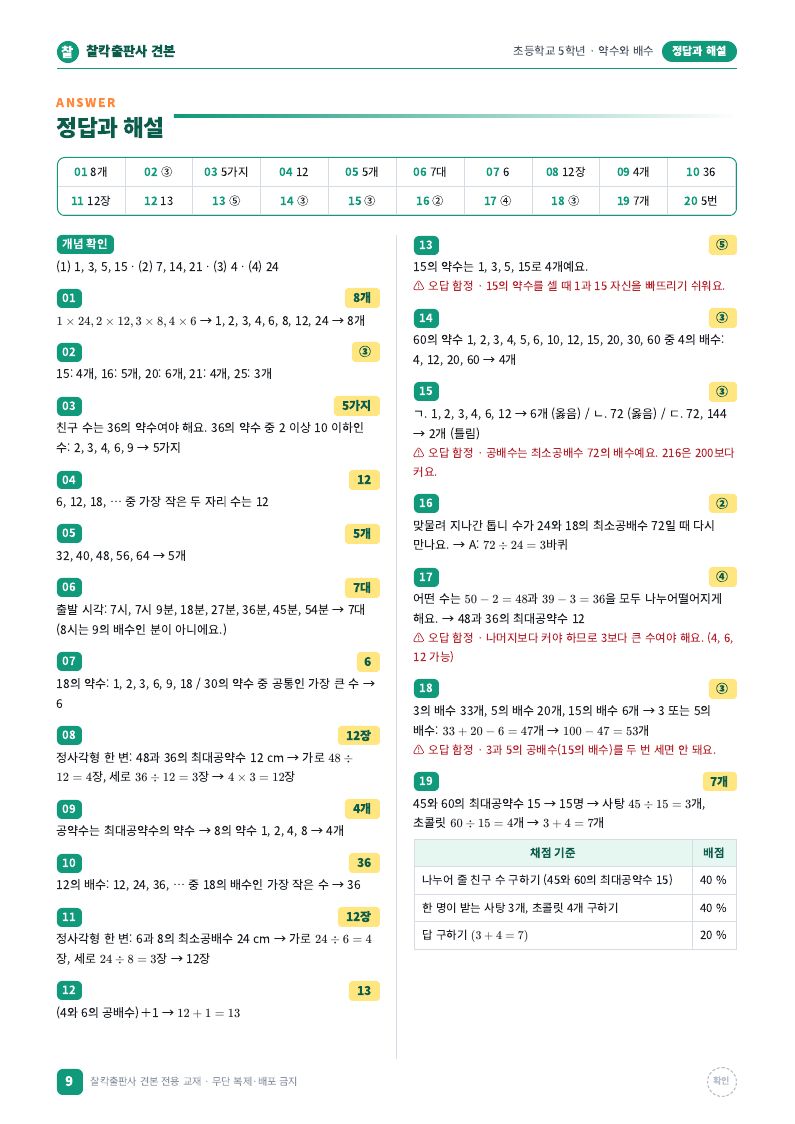 찰 찰칵출판사 견본
초등학교 5학년 · 약수와 배수 정답과 해설
ANSWER
정답과 해설
01 8개 02 ③ 03 5가지 04 12 05 5개 06 7대 07 6 08 12장 09 4개 10 36
11 12장 12 13 13 ⑤ 14 ③ 15 ③ 16 ② 17 ④ 18 ③ 19 7개 20 5번
개념 확인
(1) 1, 3, 5, 15 · (2) 7, 14, 21 · (3) 4 · (4) 24
01 8개
1 × 24, 2 × 12, 3 × 8, 4 × 6 → 1, 2, 3, 4, 6, 8, 12, 24 → 8개
02 ③
15: 4개, 16: 5개, 20: 6개, 21: 4개, 25: 3개
03 5가지
친구 수는 36의 약수여야 해요. 36의 약수 중 2 이상 10 이하인
수: 2, 3, 4, 6, 9 → 5가지
04 12
6, 12, 18, ⋯ 중 가장 작은 두 자리 수는 12
05 5개
32, 40, 48, 56, 64 → 5개
06 7대
출발 시각: 7시, 7시 9분, 18분, 27분, 36분, 45분, 54분 → 7대
(8시는 9의 배수인 분이 아니에요.)
07 6
18의 약수: 1, 2, 3, 6, 9, 18 / 30의 약수 중 공통인 가장 큰 수 →
6
08 12장
정사각형 한 변: 48과 36의 최대공약수 12 cm → 가로 48 ÷
12 = 4장, 세로 36 ÷ 12 = 3장 → 4 × 3 = 12장
09 4개
공약수는 최대공약수의 약수 → 8의 약수 1, 2, 4, 8 → 4개
10 36
12의 배수: 12, 24, 36, ⋯ 중 18의 배수인 가장 작은 수 → 36
11 12장
정사각형 한 변: 6과 8의 최소공배수 24 cm → 가로 24 ÷ 6 = 4
장, 세로 24 ÷ 8 = 3장 → 12장
12 13
(4와 6의 공배수)+1 → 12 + 1 = 13
13 ⑤
15의 약수는 1, 3, 5, 15로 4개예요.
⚠ 오답 함정 · 15의 약수를 셀 때 1과 15 자신을 빠뜨리기 쉬워요.
14 ③
60의 약수 1, 2, 3, 4, 5, 6, 10, 12, 15, 20, 30, 60 중 4의 배수:
4, 12, 20, 60 → 4개
15 ③
ㄱ. 1, 2, 3, 4, 6, 12 → 6개 (옳음) / ㄴ. 72 (옳음) / ㄷ. 72, 144
→ 2개 (틀림)
⚠ 오답 함정 · 공배수는 최소공배수 72의 배수예요. 216은 200보다
커요.
16 ②
맞물려 지나간 톱니 수가 24와 18의 최소공배수 72일 때 다시
만나요. → A: 72 ÷ 24 = 3바퀴
17 ④
어떤 수는 50 − 2 = 48과 39 − 3 = 36을 모두 나누어떨어지게
해요. → 48과 36의 최대공약수 12
⚠ 오답 함정 · 나머지보다 커야 하므로 3보다 큰 수여야 해요. (4, 6,
12 가능)
18 ③
3의 배수 33개, 5의 배수 20개, 15의 배수 6개 → 3 또는 5의
배수: 33 + 20 − 6 = 47개 → 100 − 47 = 53개
⚠ 오답 함정 · 3과 5의 공배수(15의 배수)를 두 번 세면 안 돼요.
19 7개
45와 60의 최대공약수 15 → 15명 → 사탕 45 ÷ 15 = 3개,
초콜릿 60 ÷ 15 = 4개 → 3 + 4 = 7개
채점 기준 배점
나누어 줄 친구 수 구하기 (45와 60의 최대공약수 15) 40 %
한 명이 받는 사탕 3개, 초콜릿 4개 구하기 40 %
답 구하기 (3 + 4 = 7) 20 %
9 찰칵출판사 견본 전용 교재 · 무단 복제·배포 금지
확인